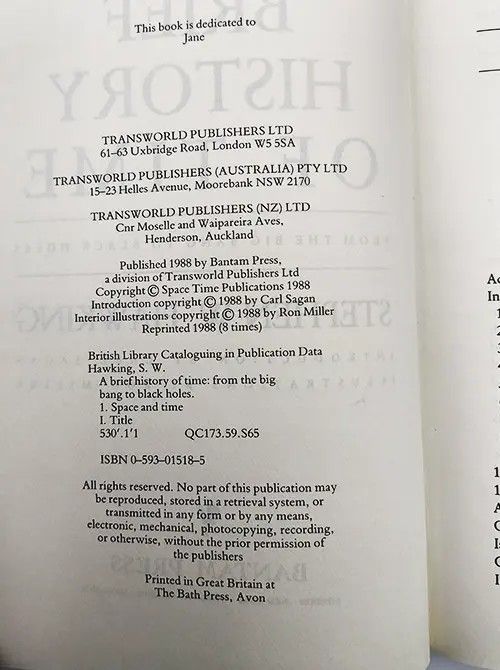 This book is dedicated to
Jane
TRANSWORLD PUBLISHERS LTD
61–63 Uxbridge Road, London W5 5SA
TRANSWORLD PUBLISHERS (AUSTRALIA) PTY LTD
15–23 Helles Avenue, Moorebank NSW 2170
TRANSWORLD PUBLISHERS (NZ) LTD
Cnr Moselle and Waipareira Aves,
Henderson, Auckland
Published 1988 by Bantam Press,
a division of Transworld Publishers Ltd
Copyright © Space Time Publications 1988
Introduction copyright © 1988 by Carl Sagan
Interior illustrations copyright © 1988 by Ron Miller
Reprinted 1988 (8 times)
British Library Cataloguing in Publication Data
Hawking, S. W.
A brief history of time: from the big
bang to black holes.
1. Space and time
I. Title
530′.1′1 QC173.59.S65
ISBN 0–593–01518–5
All rights reserved. No part of this publication may
be reproduced, stored in a retrieval system, or
transmitted in any form or by any means,
electronic, mechanical, photocopying, recording,
or otherwise, without the prior permission of
the publishers
Printed in Great Britain at
The Bath Press, Avon